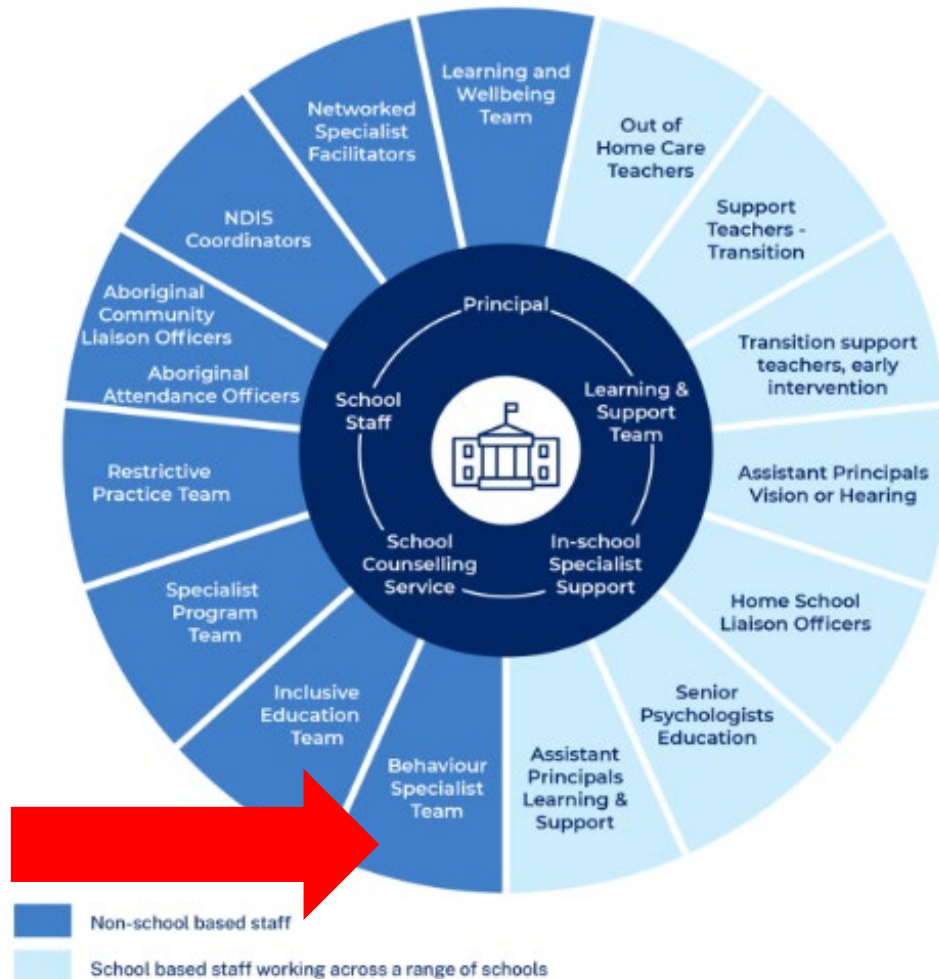 Learning and
Wellbeing
Team
Out of
Home Care
Teachers
Support
Teachers -
Transition
Transition support
teachers, early
intervention
Assistant Principals
Vision or Hearing
Home School
Liaison Officers
Senior
Psychologists
Education
Assistant
Principals
Learning &
Support
Behaviour
Specialist
Team
Inclusive
Education
Team
Specialist
Program
Team
Restrictive
Practice Team
Aboriginal
Community
Liaison Officers
Aboriginal
Attendance Officers
NDIS
Coordinators
Networked
Specialist
Facilitators
Principal
Learning &
Support
Team
In-school
Specialist
Support
School
Counselling
Service
School
Staff
Non-school based staff
School based staff working across a range of schools